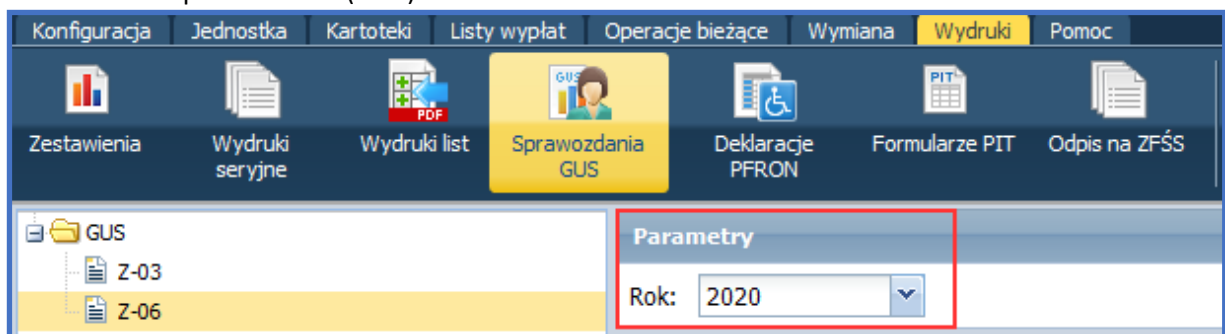 Konfiguracja Jednostka Kartoteki Listy wypłat Operacje bieżące Wymiana Wydruki Pomoc
GUS PIT
PDF
Zestawienia Wydruki Wydruki list Sprawozdania Deklaracje Formularze PIT Odpis na ZFŚS
seryjne GUS PFRON
GUS Parametry
Z-03
Rok: 2020
Z-06